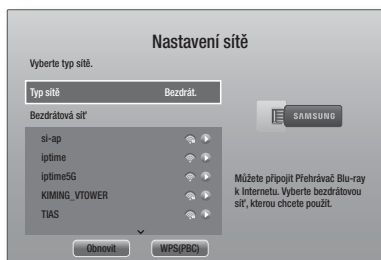 Nastavení sítě
Vyberte typ sítě.
Typ sítě Bezdrát.
Bezdrátová síť
si-ap
iptime
iptime5G
KIMING_VTOWER
TIAS
SAMSUNG
Můžete připojit Přehrávač Blu-ray
k Internetu. Vyberte bezdrátovou
síť, kterou chcete použít.
Obnovit WPS(PBC)